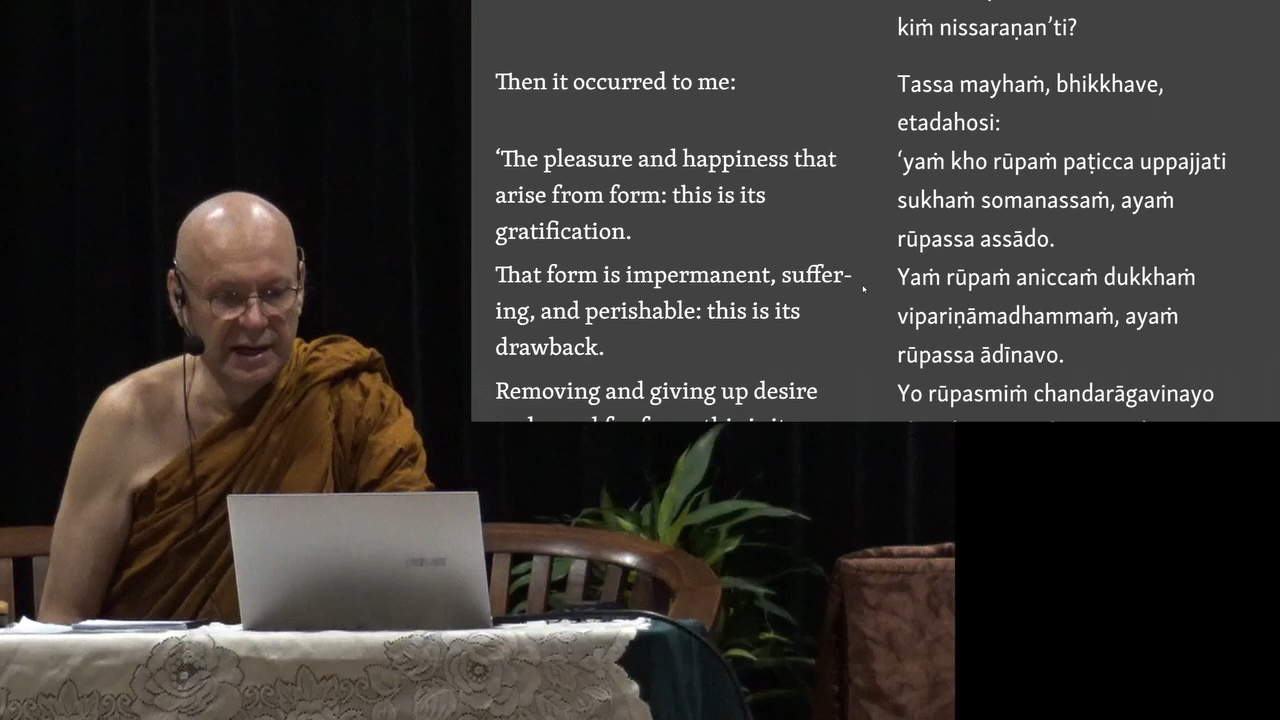 kiṁ nissaraṇan’ti?
Then it occurred to me:
Tassa mayhaṁ, bhikkhave,
etadahosi:
‘The pleasure and happiness that
arise from form: this is its
gratification.
‘yaṁ kho rūpaṁ paṭicca uppajjati
sukhaṁ somanassaṁ, ayaṁ
rūpassa assādo.
That form is impermanent, suffer-
ing, and perishable: this is its
drawback.
Yaṁ rūpaṁ aniccaṁ dukkhaṁ
vipariṇāmadhammaṁ, ayaṁ
rūpassa ādīnavo.
Removing and giving up desire
Yo rūpasmiṁ chandarāgavinayo